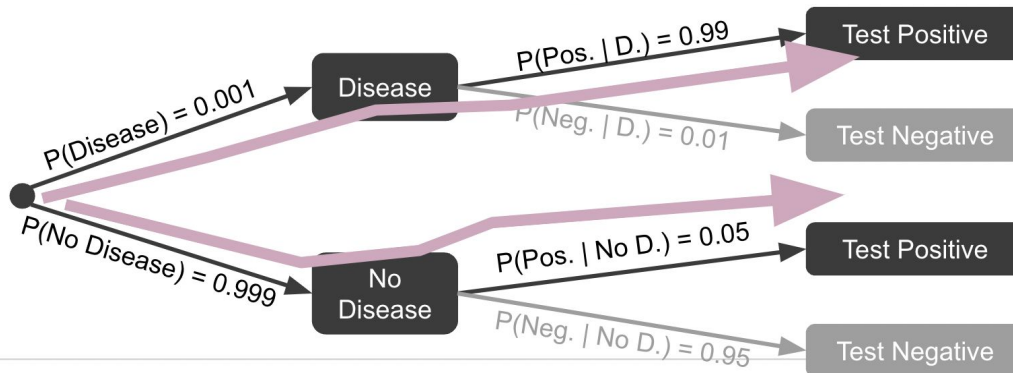 P(Disease) = 0.001
Disease
P(Pos. | D.) = 0.99
Test Positive
P(Neg. | D.) = 0.01
Test Negative
P(No Disease) = 0.999
No
Disease
P(Pos. | No D.) = 0.05
Test Positive
P(Neg. | No D.) = 0.95
Test Negative